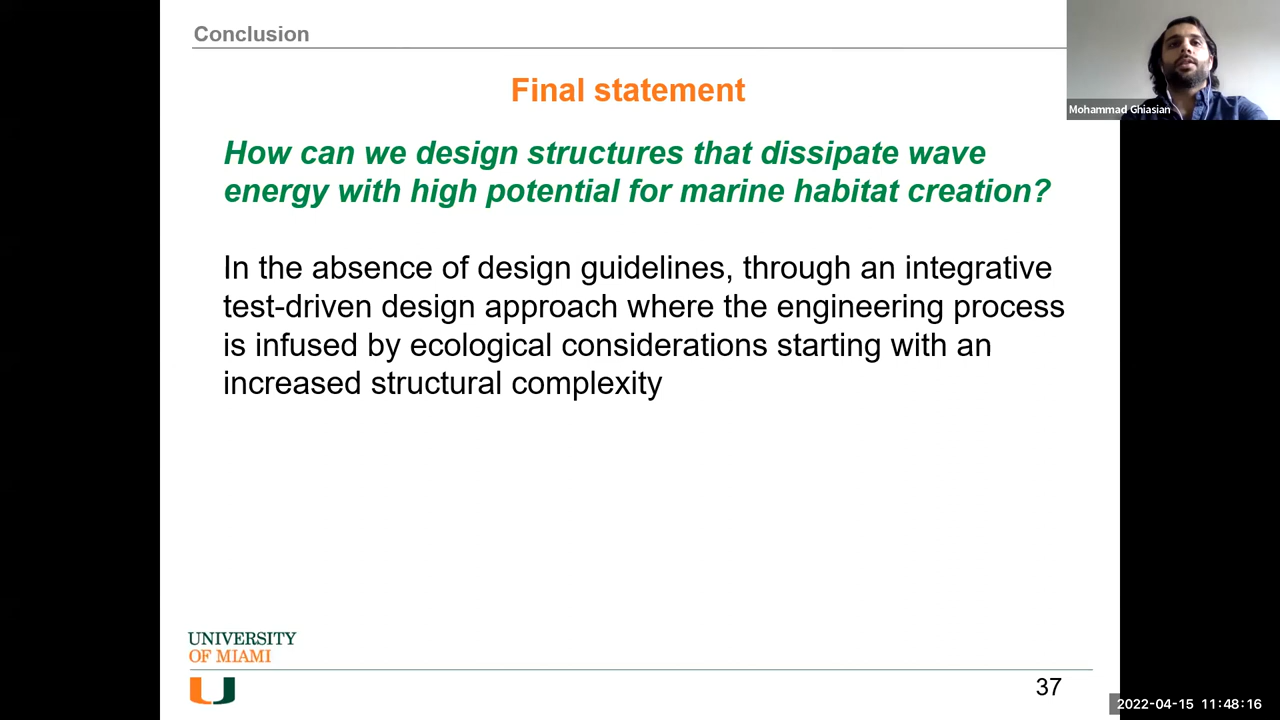 Conclusion
Final statement
Mohammad Ghiasian
How can we design structures that dissipate wave
energy with high potential for marine habitat creation?
In the absence of design guidelines, through an integrative
test-driven design approach where the engineering process
is infused by ecological considerations starting with an
increased structural complexity
UNIVERSITY
OF MIAMI
37
2022-04-15 11:48:16